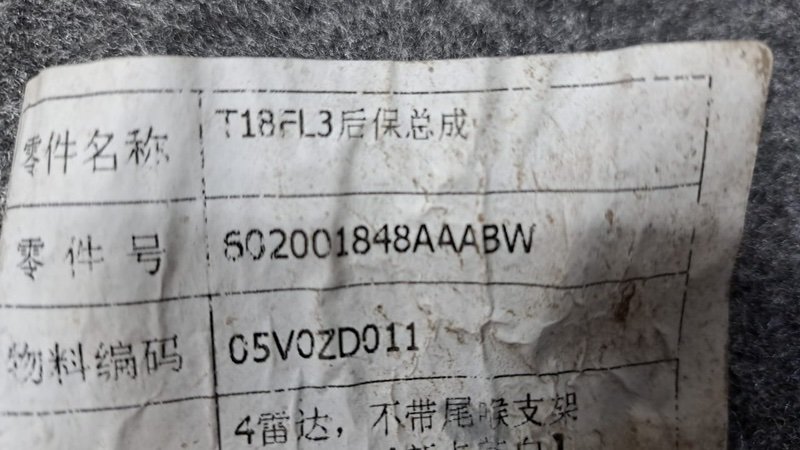 零件名称 T18FL3后保总成
零件号 602001848AAABW
物料编码 05V0ZD011
4雷达，不带尾喉支架